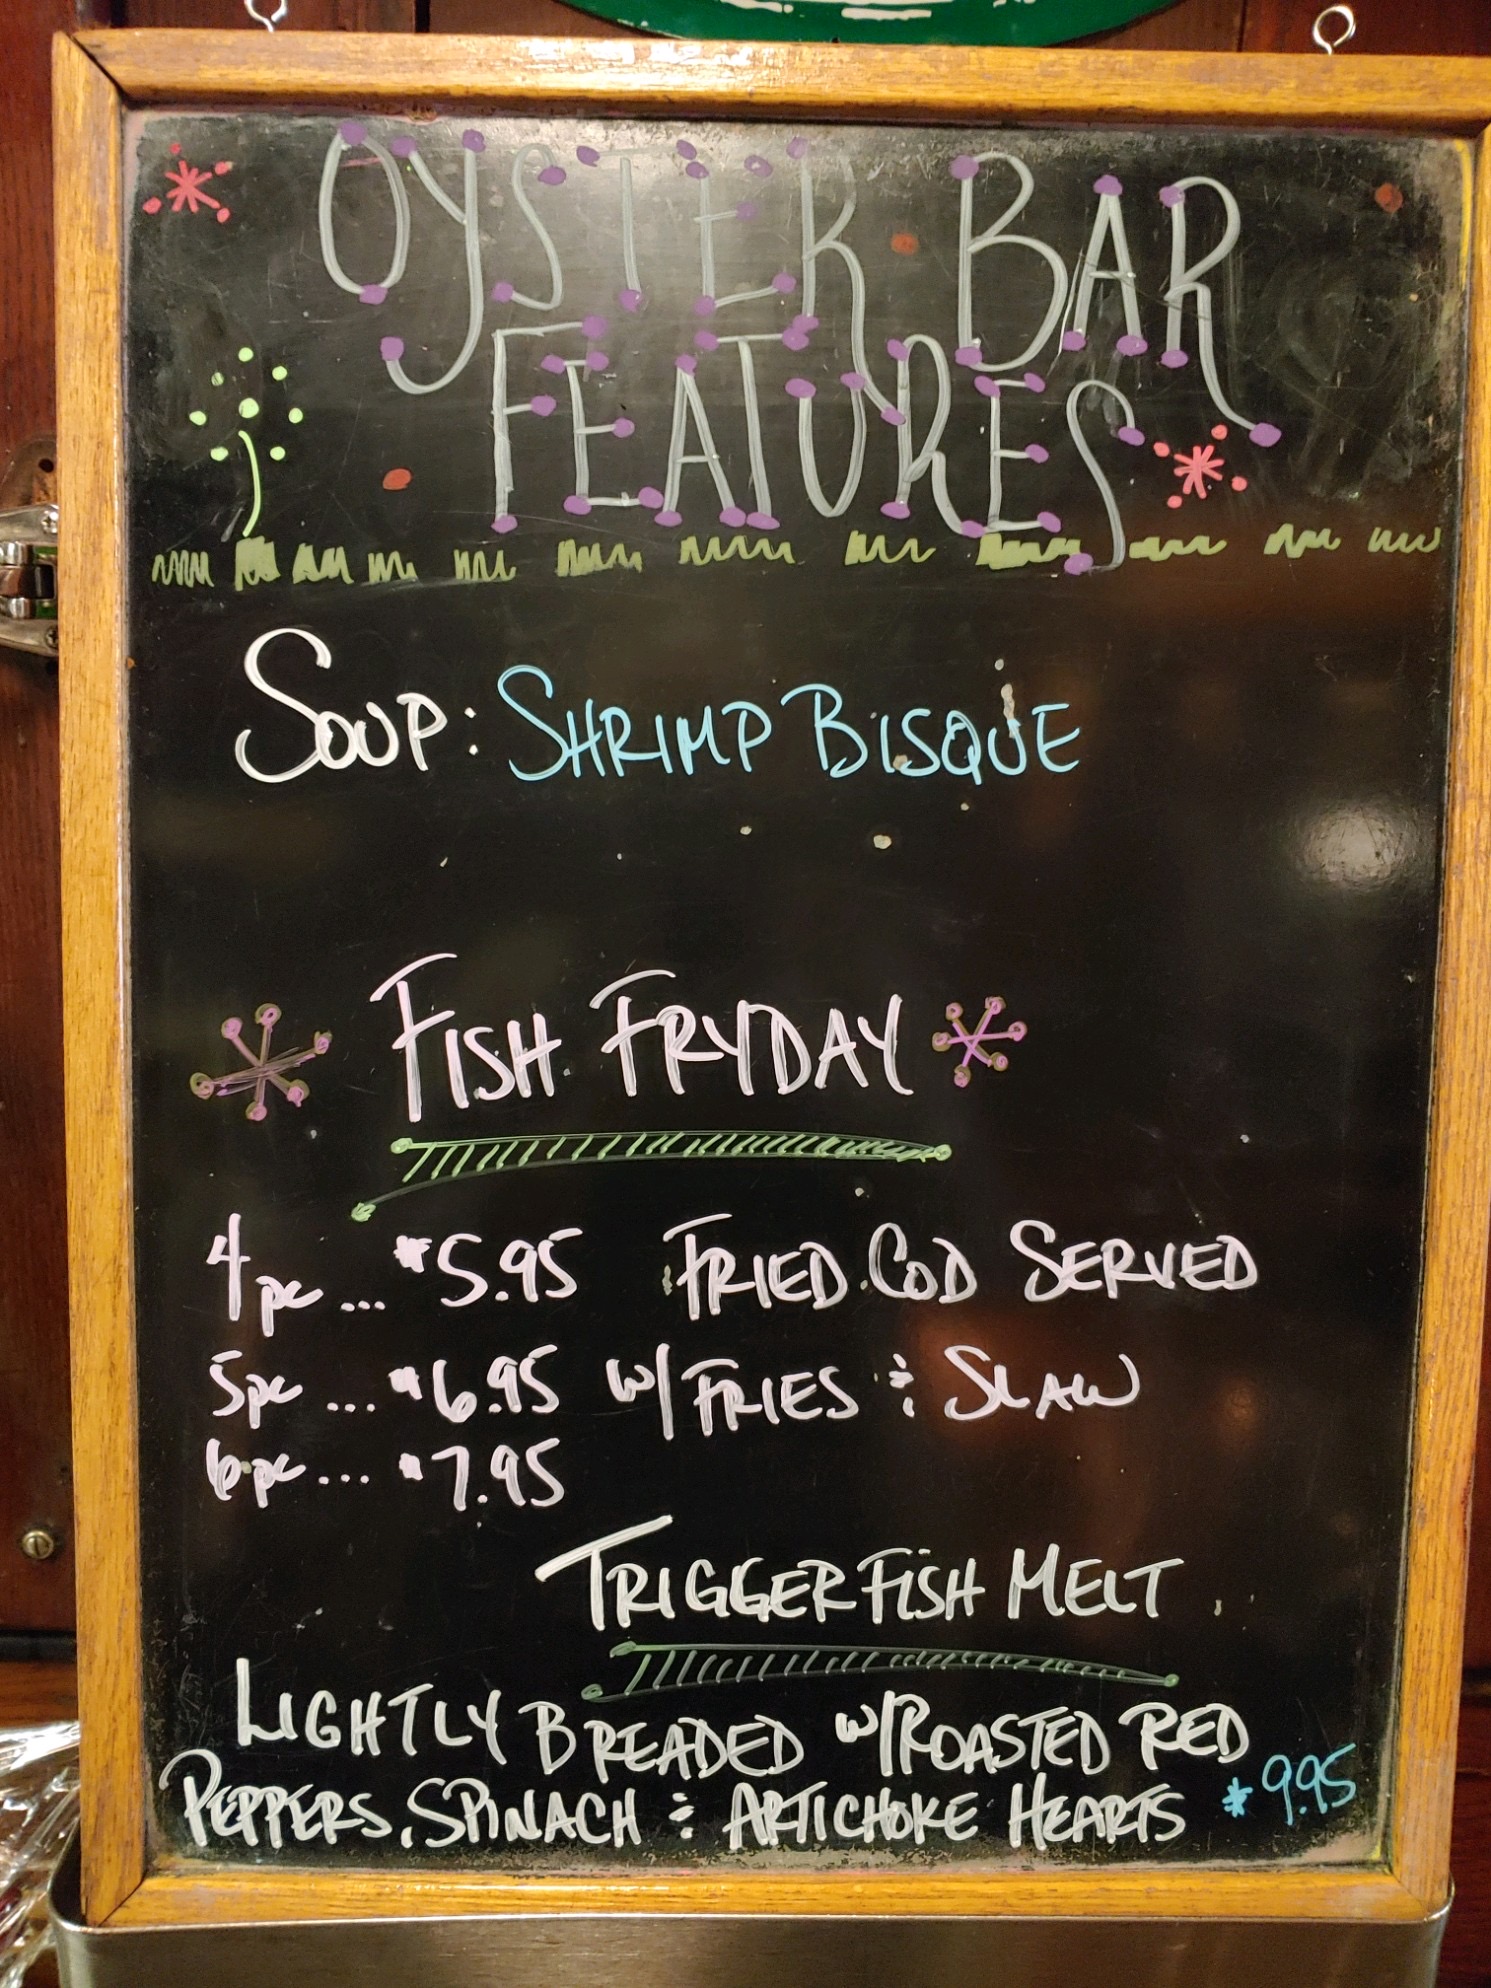 OYSTER BAR
FEATURES
SOUP: SHRIMP BISQUE
FISH FRYDAY
4pc ... $5.95 FRIED COD SERVED
5pc ... $6.95 W/ FRIES & SLAW
6pc ... $7.95
TRIGGERFISH MELT
LIGHTLY BREADED W/ROASTED RED
PEPPERS, SPINACH & ARTICHOKE HEARTS $9.95